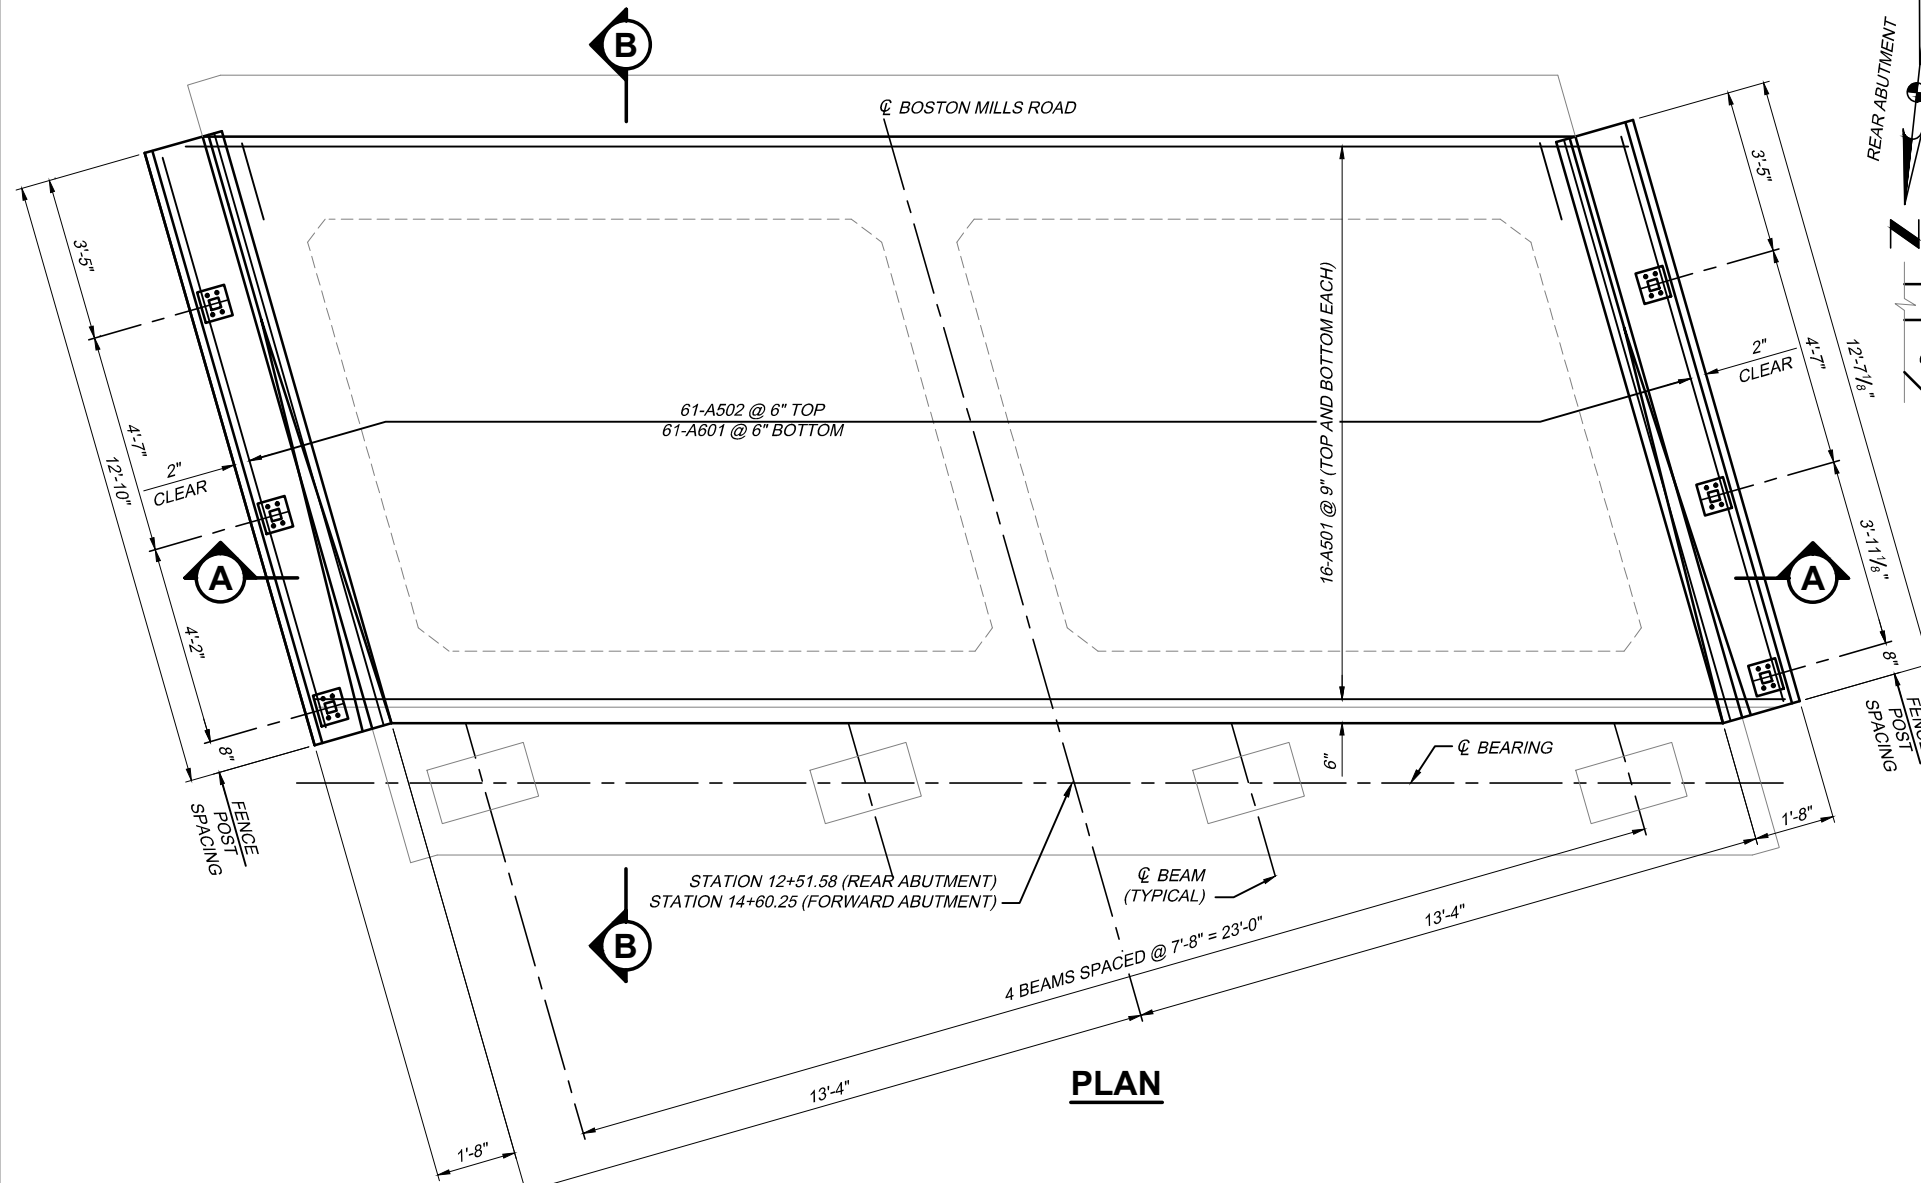 B
℄ BOSTON MILLS ROAD
REAR ABUTMENT
3'-5"
3'-5"
16-A501 @ 9" (TOP AND BOTTOM EACH)
2"
CLEAR
4'-7"
12'-7 1/8"
61-A502 @ 6" TOP
61-A601 @ 6" BOTTOM
4'-7"
12'-10"
2"
CLEAR
A
A
3'-11 1/8"
4'-2"
8"
8"
FENCE
POST
SPACING
FENCE
POST
SPACING
6"
℄ BEARING
1'-8"
STATION 12+51.58 (REAR ABUTMENT)
STATION 14+60.25 (FORWARD ABUTMENT)
℄ BEAM
(TYPICAL)
B
4 BEAMS SPACED @ 7'-8" = 23'-0"
13'-4"
13'-4"
PLAN
1'-8"